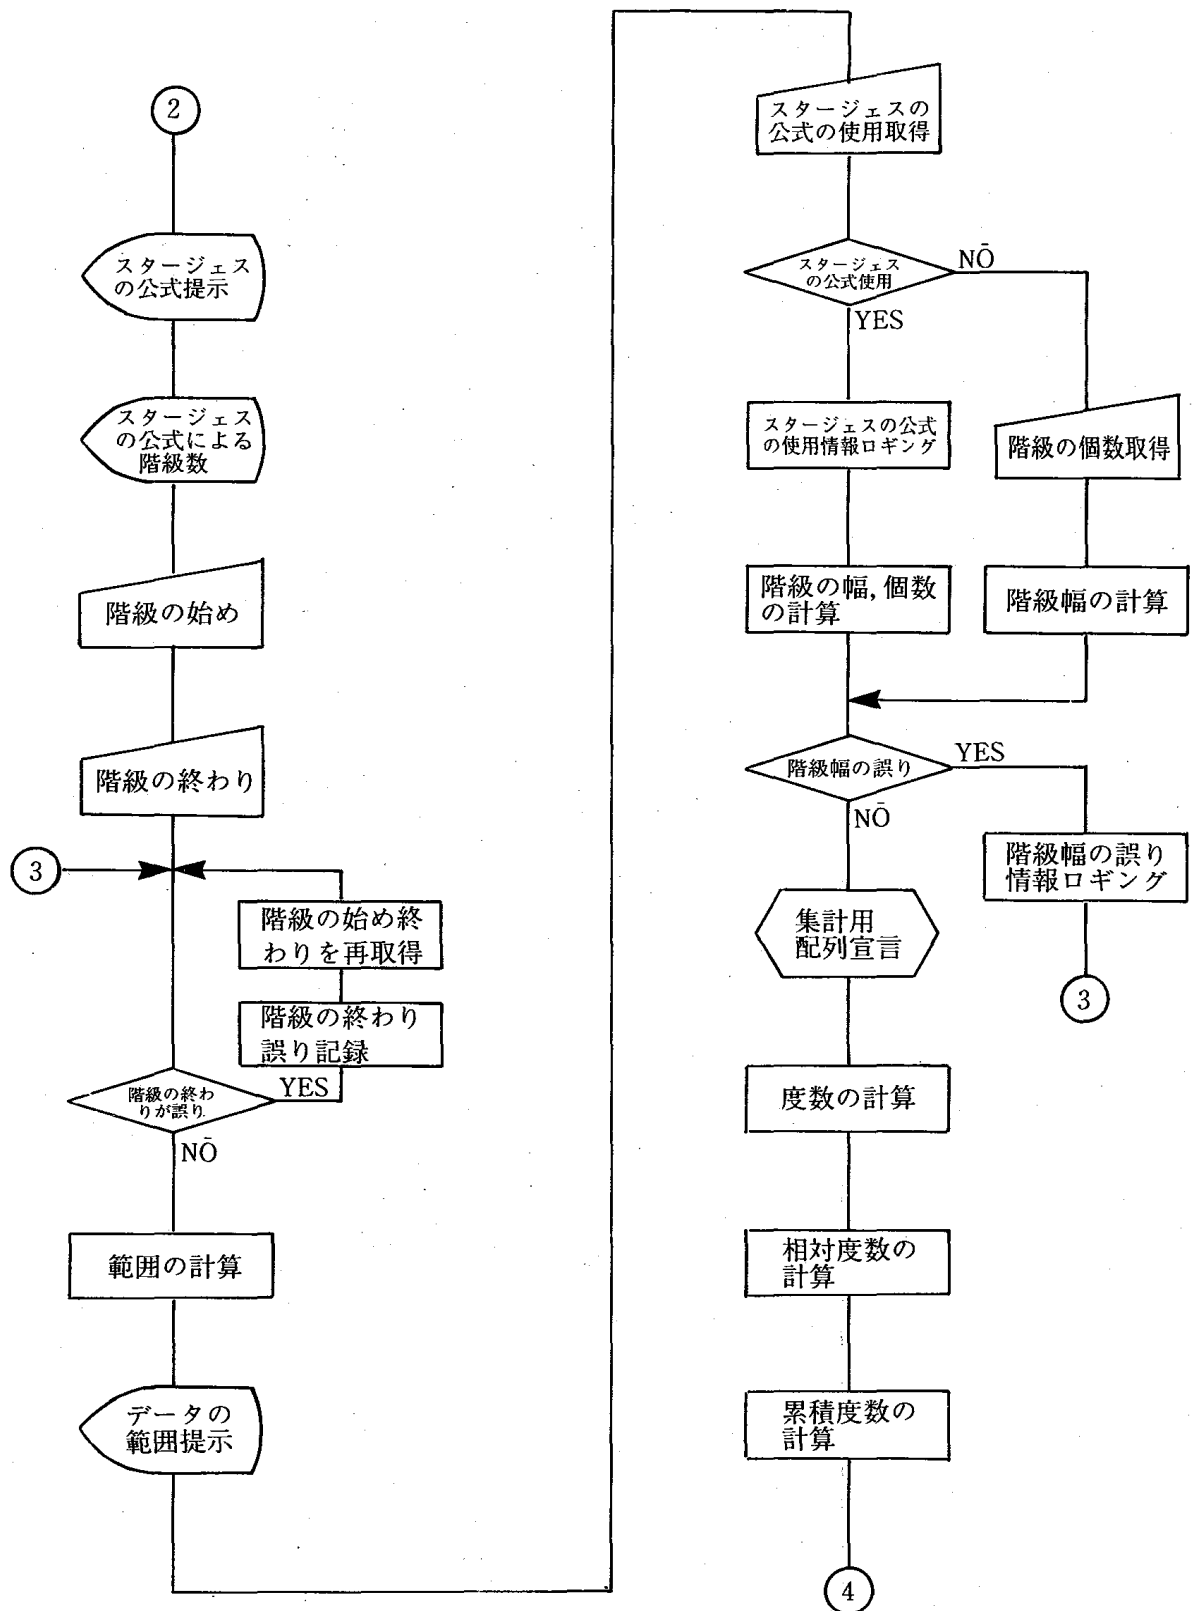 2
スタージェス
の公式提示
スタージェス
の公式による
階級数
階級の始め
階級の終わり
3
階級の始め終
わりを再取得
階級の終わり
誤り記録
階級の終わ
りが誤り
YES
NO
範囲の計算
データの
範囲提示
スタージェスの
公式の使用取得
スタージェス
の公式使用
NO
YES
スタージェスの公式
の使用情報ロギング
階級の個数取得
階級の幅,個数
の計算
階級幅の計算
階級幅の誤り
YES
NO
階級幅の誤り
情報ロギング
3
集計用
配列宣言
度数の計算
相対度数の
計算
累積度数の
計算
4